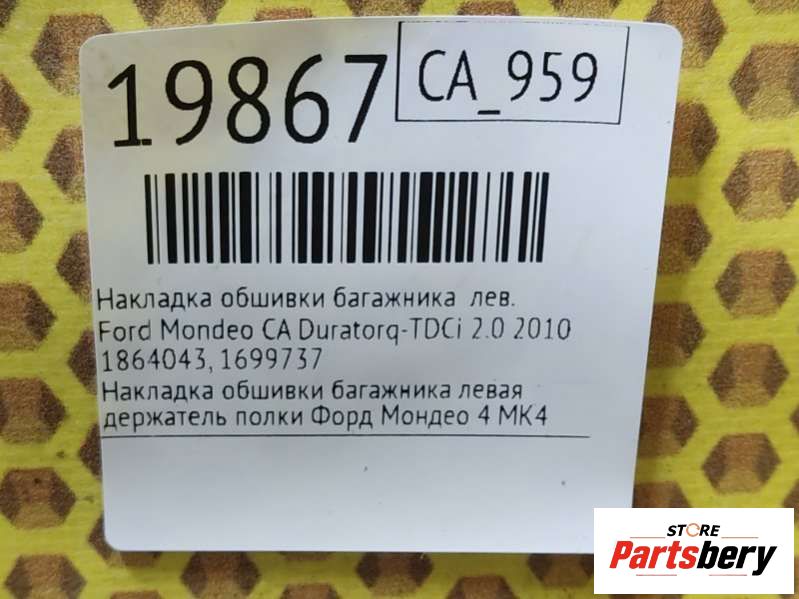 19867
CA_959
Накладка обшивки багажника лев.
Ford Mondeo CA Duratorq-TDCi 2.0 2010
1864043, 1699737
Накладка обшивки багажника левая
держатель полки Форд Мондео 4 МК4
STORE
Partsbery